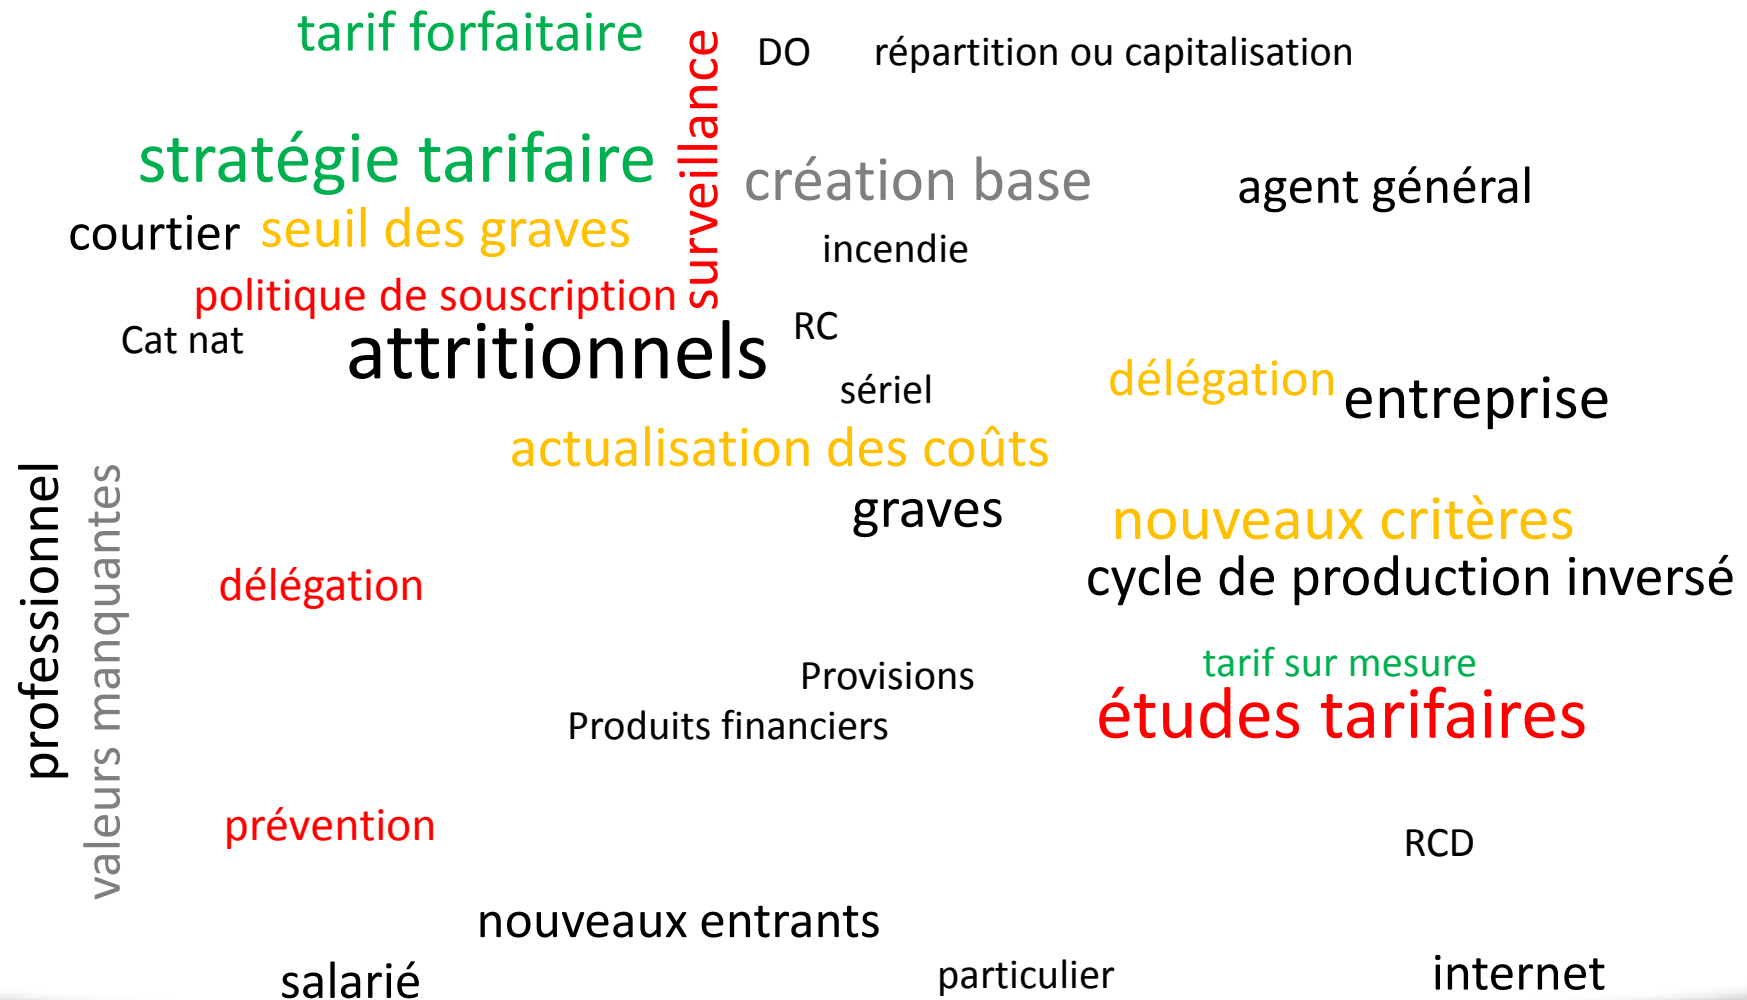 tarif forfaitaire
surveillance
DO
répartition ou capitalisation
stratégie tarifaire
création base
agent général
courtier
seuil des graves
incendie
politique de souscription
RC
Cat nat
attritionnels
sériel
délégation
entreprise
actualisation des coûts
professionnel
valeurs manquantes
graves
nouveaux critères
cycle de production inversé
délégation
tarif sur mesure
Provisions
études tarifaires
Produits financiers
prévention
RCD
nouveaux entrants
salarié
particulier
internet